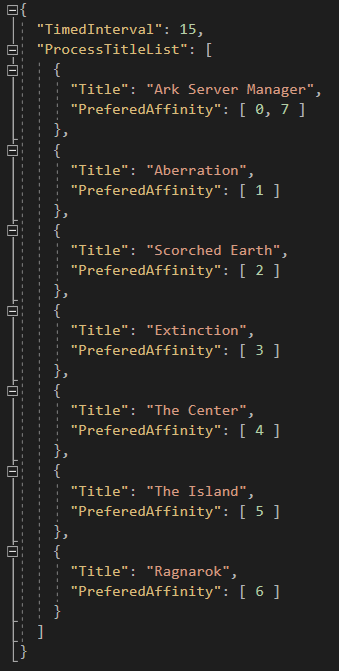 {
"TimedInterval": 15,
"ProcessTitleList": [
{
"Title": "Ark Server Manager",
"PreferedAffinity": [ 0, 7 ]
},
{
"Title": "Aberration",
"PreferedAffinity": [ 1 ]
},
{
"Title": "Scorched Earth",
"PreferedAffinity": [ 2 ]
},
{
"Title": "Extinction",
"PreferedAffinity": [ 3 ]
},
{
"Title": "The Center",
"PreferedAffinity": [ 4 ]
},
{
"Title": "The Island",
"PreferedAffinity": [ 5 ]
},
{
"Title": "Ragnarok",
"PreferedAffinity": [ 6 ]
}
]
}